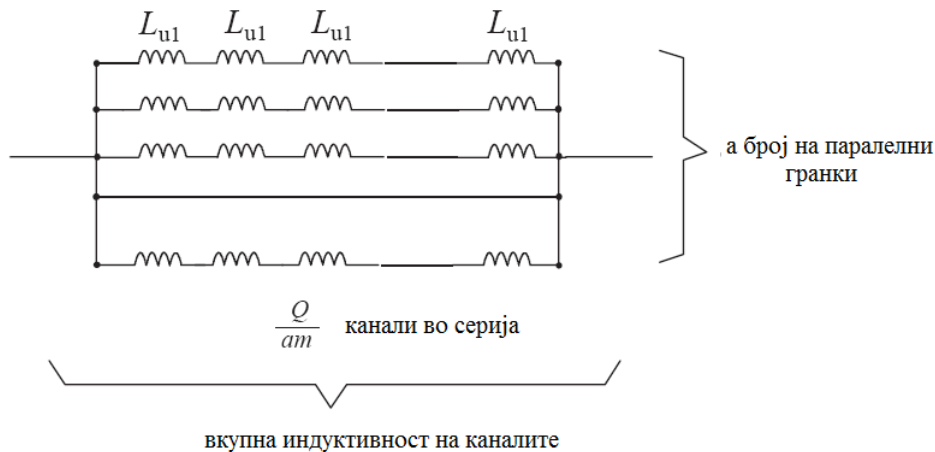 L_u1 L_u1 L_u1 L_u1
а број на паралелни
гранки
Q/am канали во серија
вкупна индуктивност на каналите